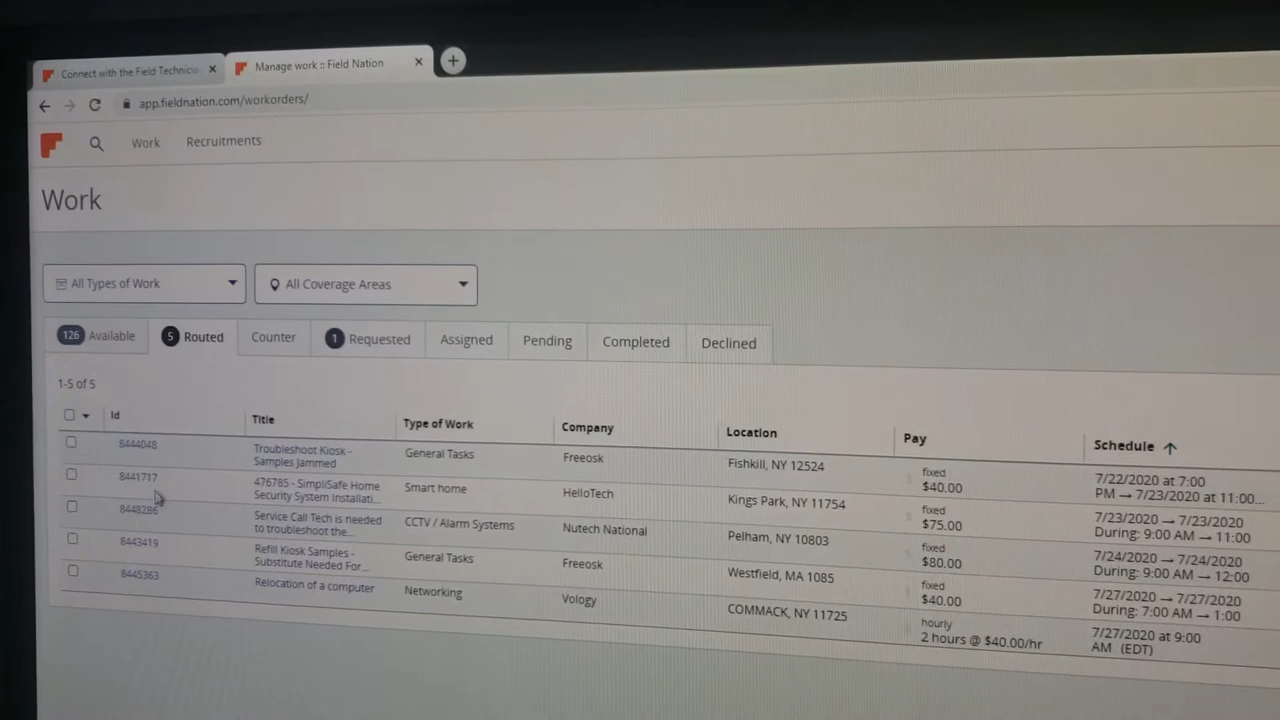 Connect with the Field Technicia
Manage work :: Field Nation
app.fieldnation.com/workorders/
Work Recruitments
Work
All Types of Work All Coverage Areas
126 Available 5 Routed Counter 1 Requested Assigned Pending Completed Declined
1-5 of 5
Id Title Type of Work Company Location Pay Schedule
8444048 Troubleshoot Kiosk - General Tasks Freeosk Fishkill, NY 12524 fixed 7/22/2020 at 7:00
Samples Jammed $40.00 PM → 7/23/2020 at 11:00...
8441717 476785 - SimpliSafe Home Smart home HelloTech Kings Park, NY 11754 fixed 7/23/2020 → 7/23/2020
Security System Installati... $75.00 During: 9:00 AM → 11:00
8448286 Service Call Tech is needed CCTV / Alarm Systems Nutech National Pelham, NY 10803 fixed 7/24/2020 → 7/24/2020
to troubleshoot the... $80.00 During: 9:00 AM → 12:00
8443419 Refill Kiosk Samples - General Tasks Freeosk Westfield, MA 1085 fixed 7/27/2020 → 7/27/2020
Substitute Needed For... $40.00 During: 7:00 AM → 1:00
8445363 Relocation of a computer Networking Vology COMMACK, NY 11725 hourly 7/27/2020 at 9:00
2 hours @ $40.00/hr AM (EDT)